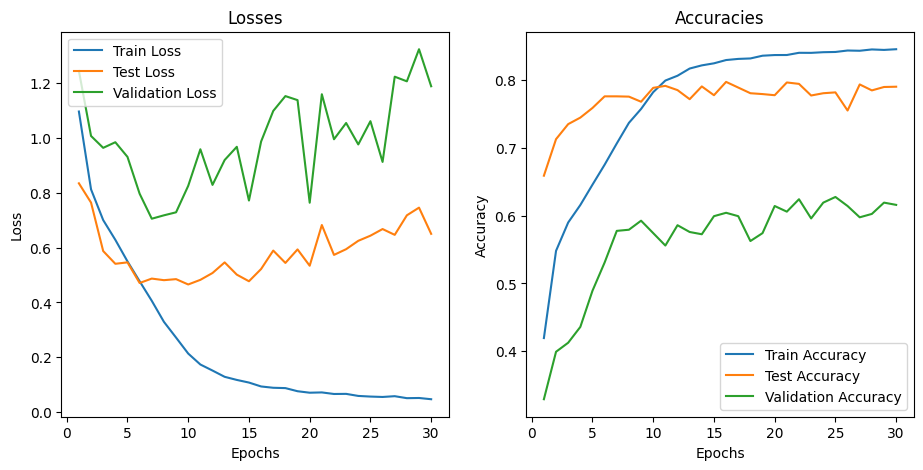 Losses
Train Loss
Test Loss
Validation Loss
1.2
1.0
0.8
0.6
0.4
0.2
0.0
Loss
0
5
10
15
20
25
30
Epochs
Accuracies
0.8
0.7
0.6
0.5
0.4
Accuracy
Train Accuracy
Test Accuracy
Validation Accuracy
0
5
10
15
20
25
30
Epochs